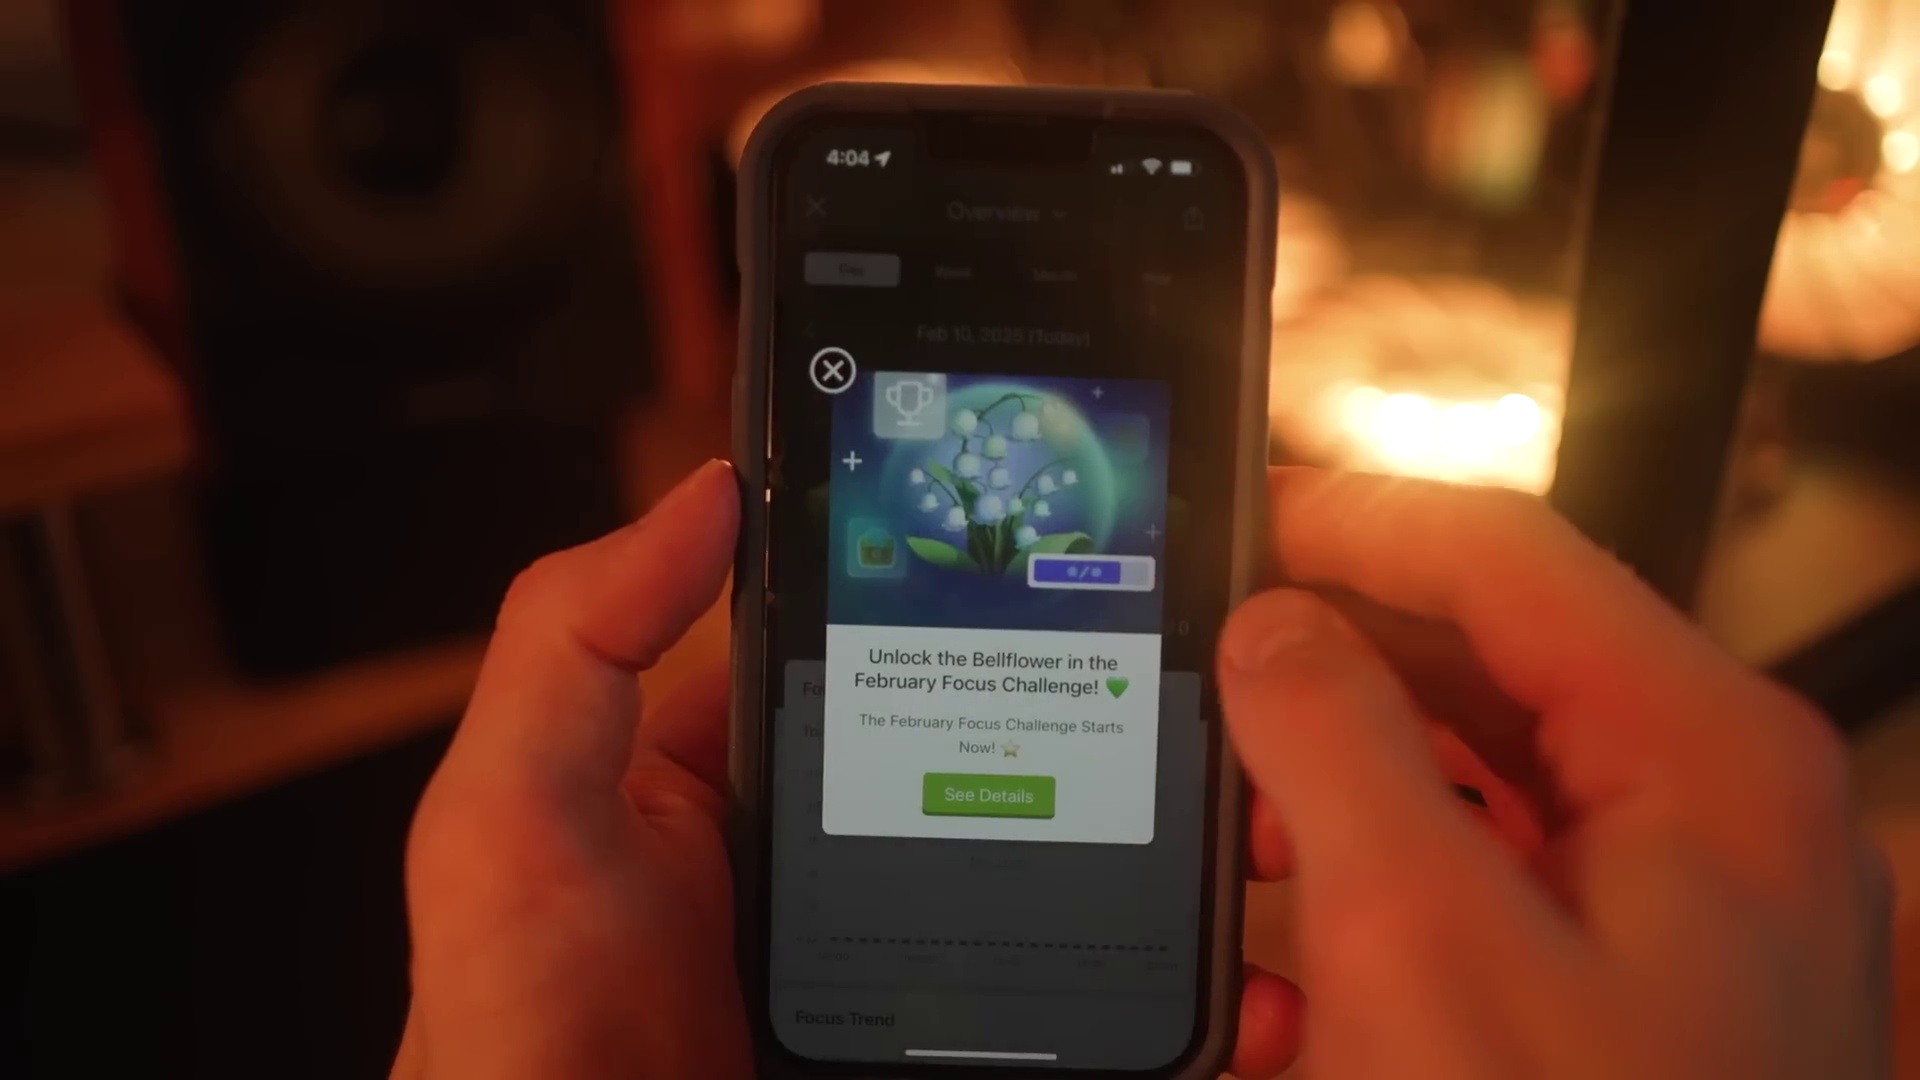 4:04
Overview
Day Week Month Year
Feb 10, 2025 (Today)
Unlock the Bellflower in the
February Focus Challenge! 💚
The February Focus Challenge Starts
Now! ⭐
See Details
Focus Trend